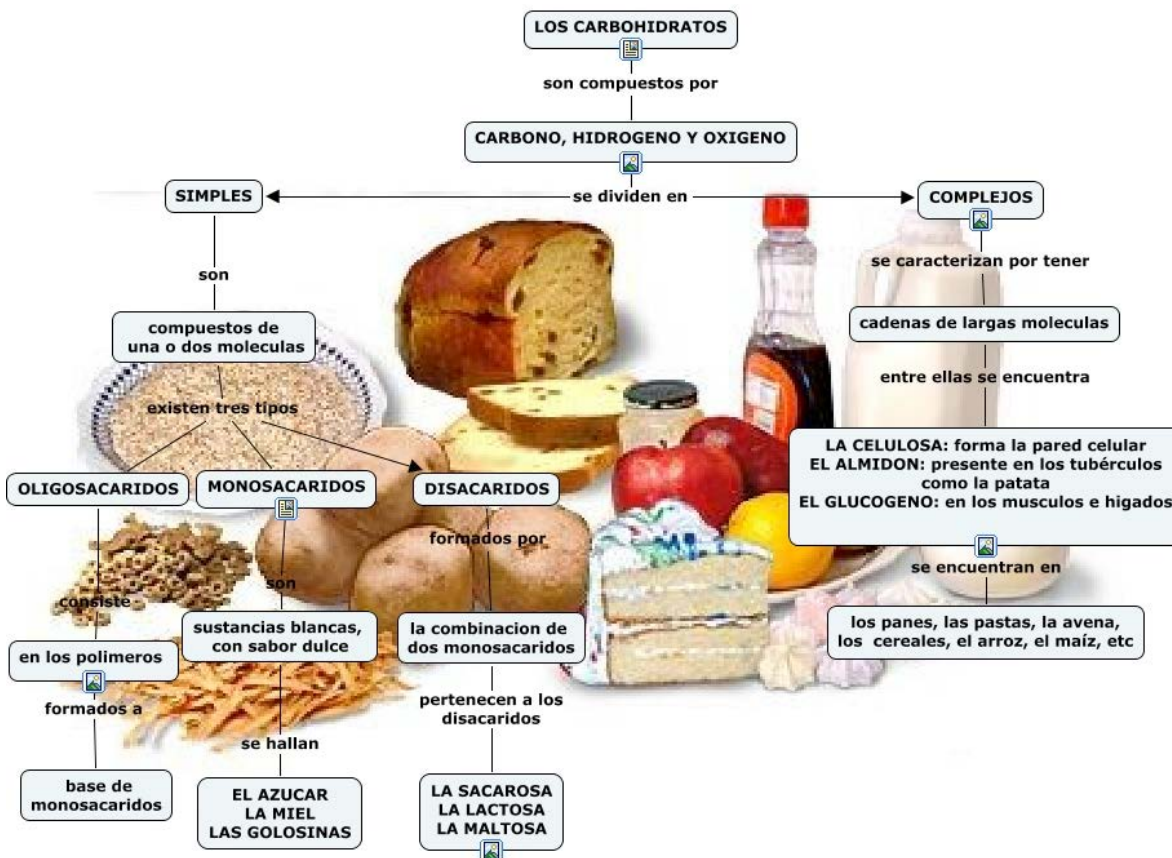 LOS CARBOHIDRATOS
son compuestos por
CARBONO, HIDROGENO Y OXIGENO
se dividen en
SIMPLES
COMPLEJOS
son
compuestos de
una o dos moleculas
existen tres tipos
OLIGOSACARIDOS
consiste
en los polimeros
formados a
base de
monosacaridos
MONOSACARIDOS
son
sustancias blancas,
con sabor dulce
se hallan
EL AZUCAR
LA MIEL
LAS GOLOSINAS
DISACARIDOS
formados por
la combinacion de
dos monosacaridos
pertenecen a los
disacaridos
LA SACAROSA
LA LACTOSA
LA MALTOSA
se caracterizan por tener
cadenas de largas moleculas
entre ellas se encuentra
LA CELULOSA: forma la pared celular
EL ALMIDON: presente en los tubérculos
como la patata
EL GLUCOGENO: en los musculos e higados
se encuentran en
los panes, las pastas, la avena,
los cereales, el arroz, el maíz, etc